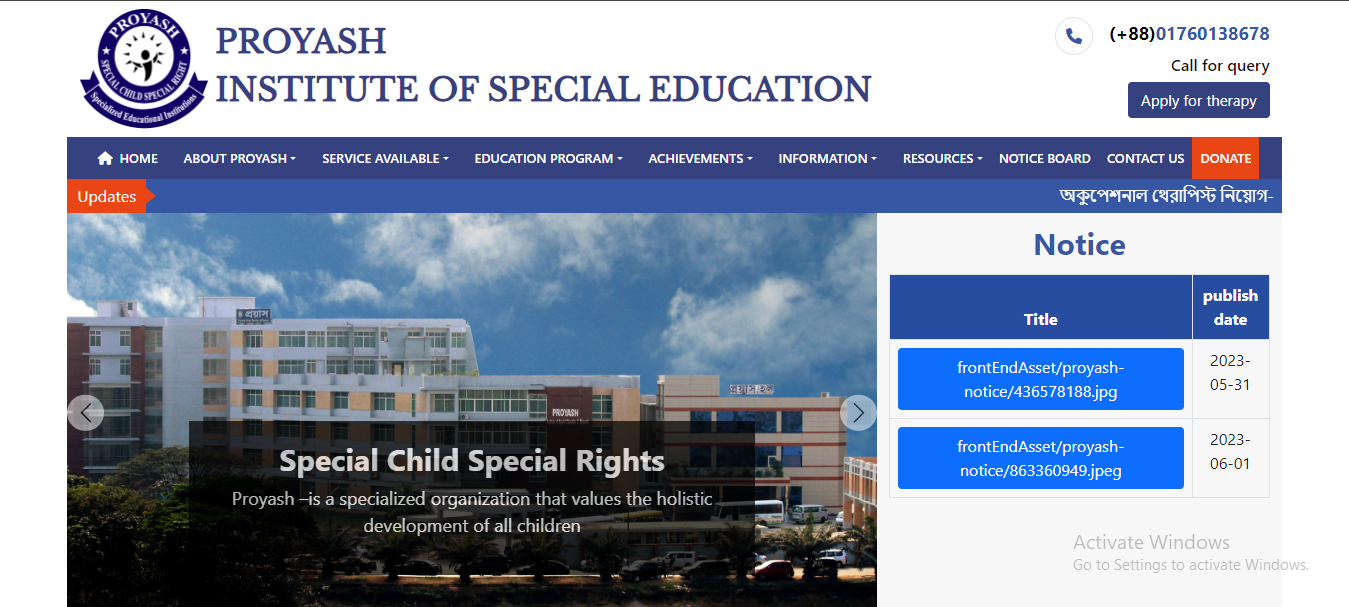 PROYASH
SPECIAL CHILD SPECIAL RIGHT
Specialized Educational Institutions
PROYASH
INSTITUTE OF SPECIAL EDUCATION
(+88)01760138678
Call for query
Apply for therapy
HOME ABOUT PROYASH SERVICE AVAILABLE EDUCATION PROGRAM ACHIEVEMENTS INFORMATION RESOURCES NOTICE BOARD CONTACT US DONATE
Updates
অকুপেশনাল থেরাপিস্ট নিয়োগ-
প্রয়াস
PROYASH
প্রয়াস হল
Special Child Special Rights
Proyash –is a specialized organization that values the holistic
development of all children
Notice
Title
publish
date
frontEndAsset/proyash-
notice/436578188.jpg
2023-
05-31
frontEndAsset/proyash-
notice/863360949.jpeg
2023-
06-01
Activate Windows
Go to Settings to activate Windows.